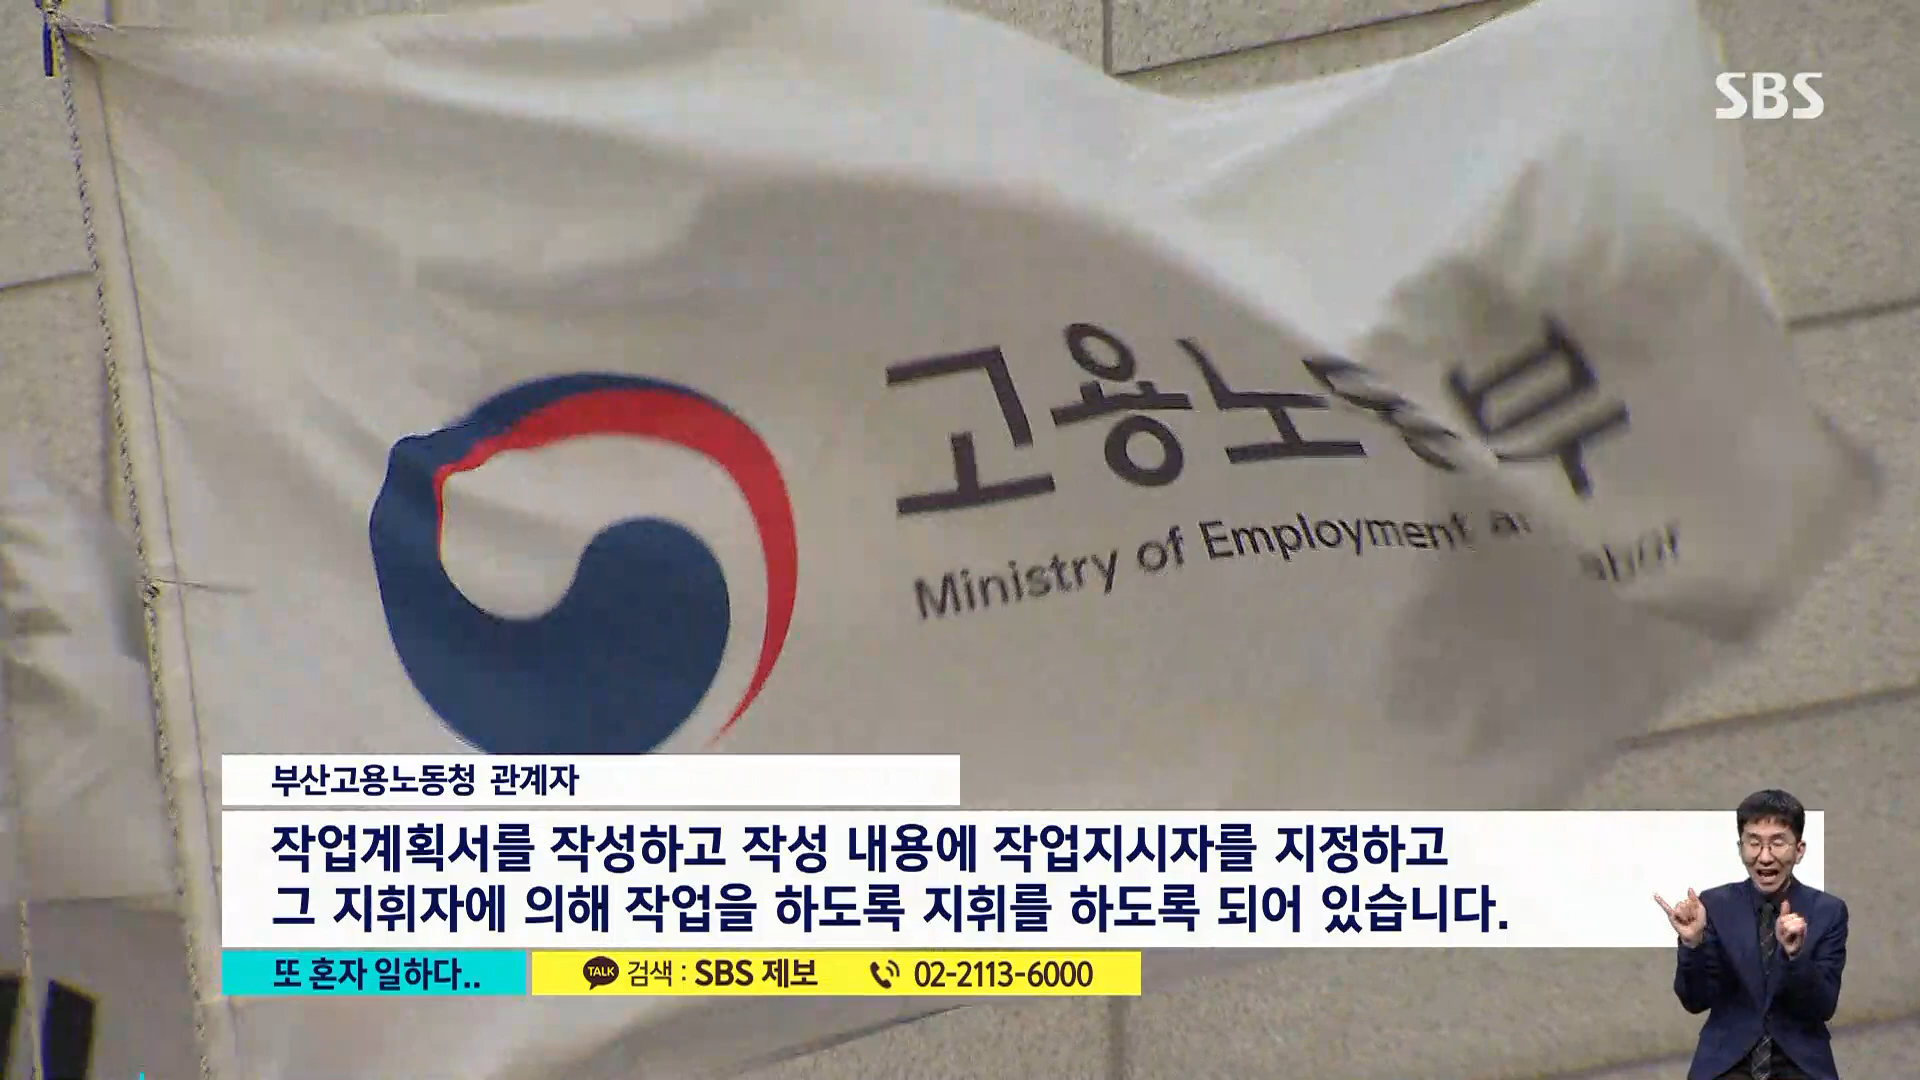 SBS
고용노동부
Ministry of Employment
부산고용노동청 관계자
작업계획서를 작성하고 작성 내용에 작업지시자를 지정하고
그 지휘자에 의해 작업을 하도록 지휘를 하도록 되어 있습니다.
또 혼자 일하다..
TALK 검색 : SBS 제보 02-2113-6000